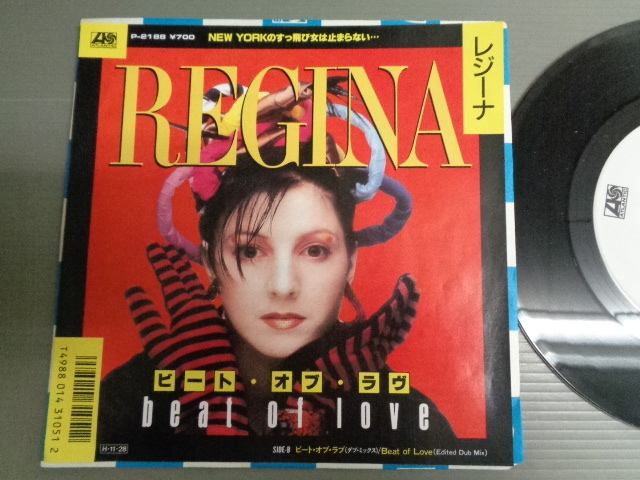 ATLANTIC
P-2188 ¥700
NEW YORKのすっ飛び女は止まらない…
REGINA
レジーナ
ビート・オブ・ラヴ
beat of love
T4988 014 31051 2
H·11·28
SIDE-B ビート・オブ・ラブ(ダブ・ミックス)/Beat of Love(Edited Dub Mix)
ATLANTIC